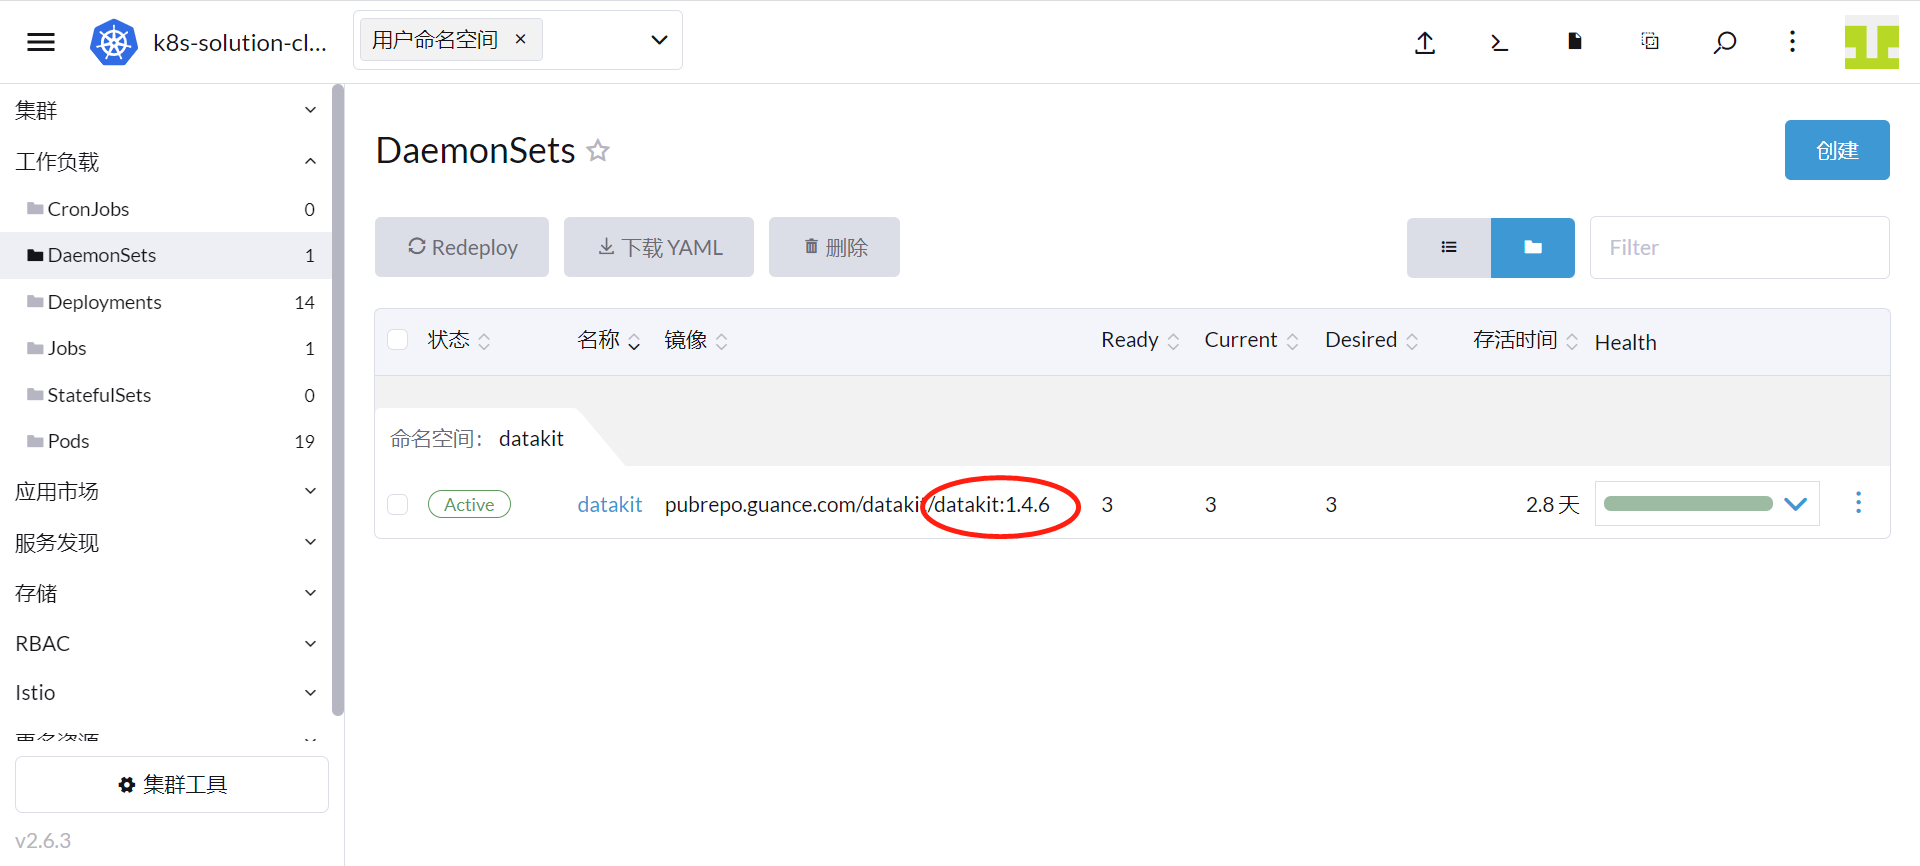 k8s-solution-cl...
用户命名空间 ×
集群
工作负载
CronJobs 0
DaemonSets 1
Deployments 14
Jobs 1
StatefulSets 0
Pods 19
应用市场
服务发现
存储
RBAC
Istio
更多资源
集群工具
v2.6.3
DaemonSets
创建
Redeploy
下载 YAML
删除
Filter
状态 名称 镜像 Ready Current Desired 存活时间 Health
命名空间： datakit
Active datakit pubrepo.guance.com/datakit/datakit:1.4.6 3 3 3 2.8 天